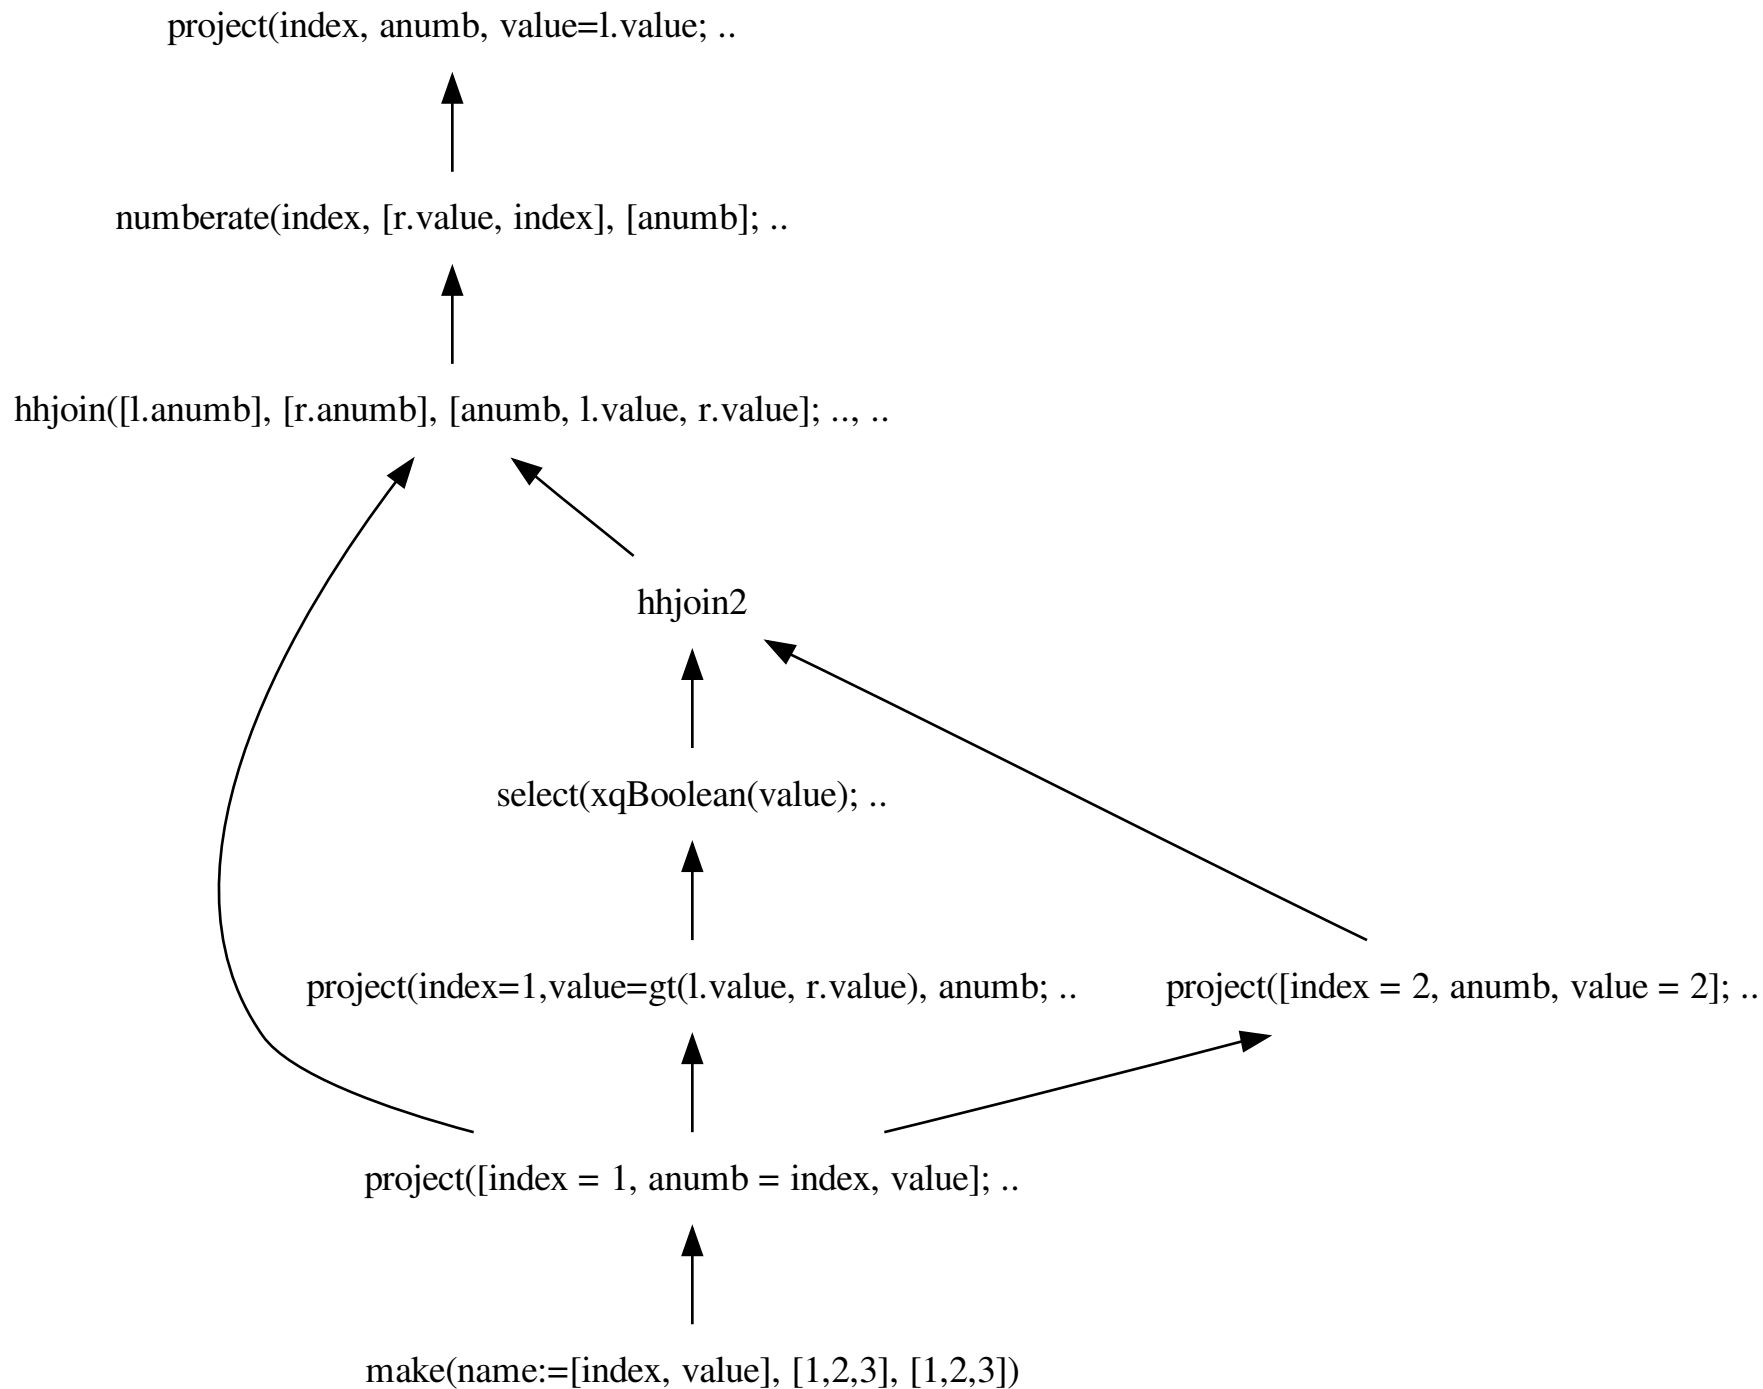 project(index, anumb, value=l.value; ..
numberate(index, [r.value, index], [anumb]; ..
hhjoin([l.anumb], [r.anumb], [anumb, l.value, r.value]; .., ..
hhjoin2
select(xqBoolean(value); ..
project(index=1,value=gt(l.value, r.value), anumb; ..
project([index = 2, anumb, value = 2]; ..
project([index = 1, anumb = index, value]; ..
make(name:=[index, value], [1,2,3], [1,2,3])